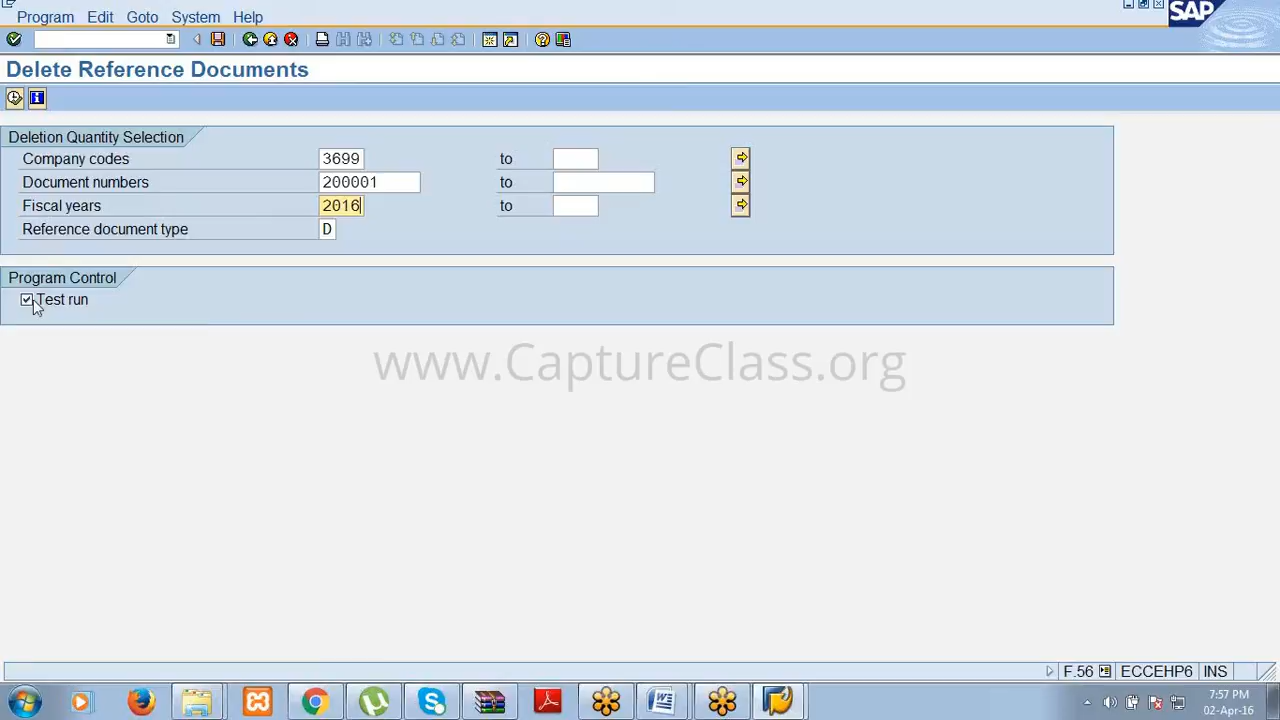 Program Edit Goto System Help
SAP
Delete Reference Documents
Deletion Quantity Selection
Company codes 3699 to
Document numbers 200001 to
Fiscal years 2016 to
Reference document type D
Program Control
Test run
www.CaptureClass.org
F.56 ECCEHP6 INS
7:57 PM
02-Apr-16